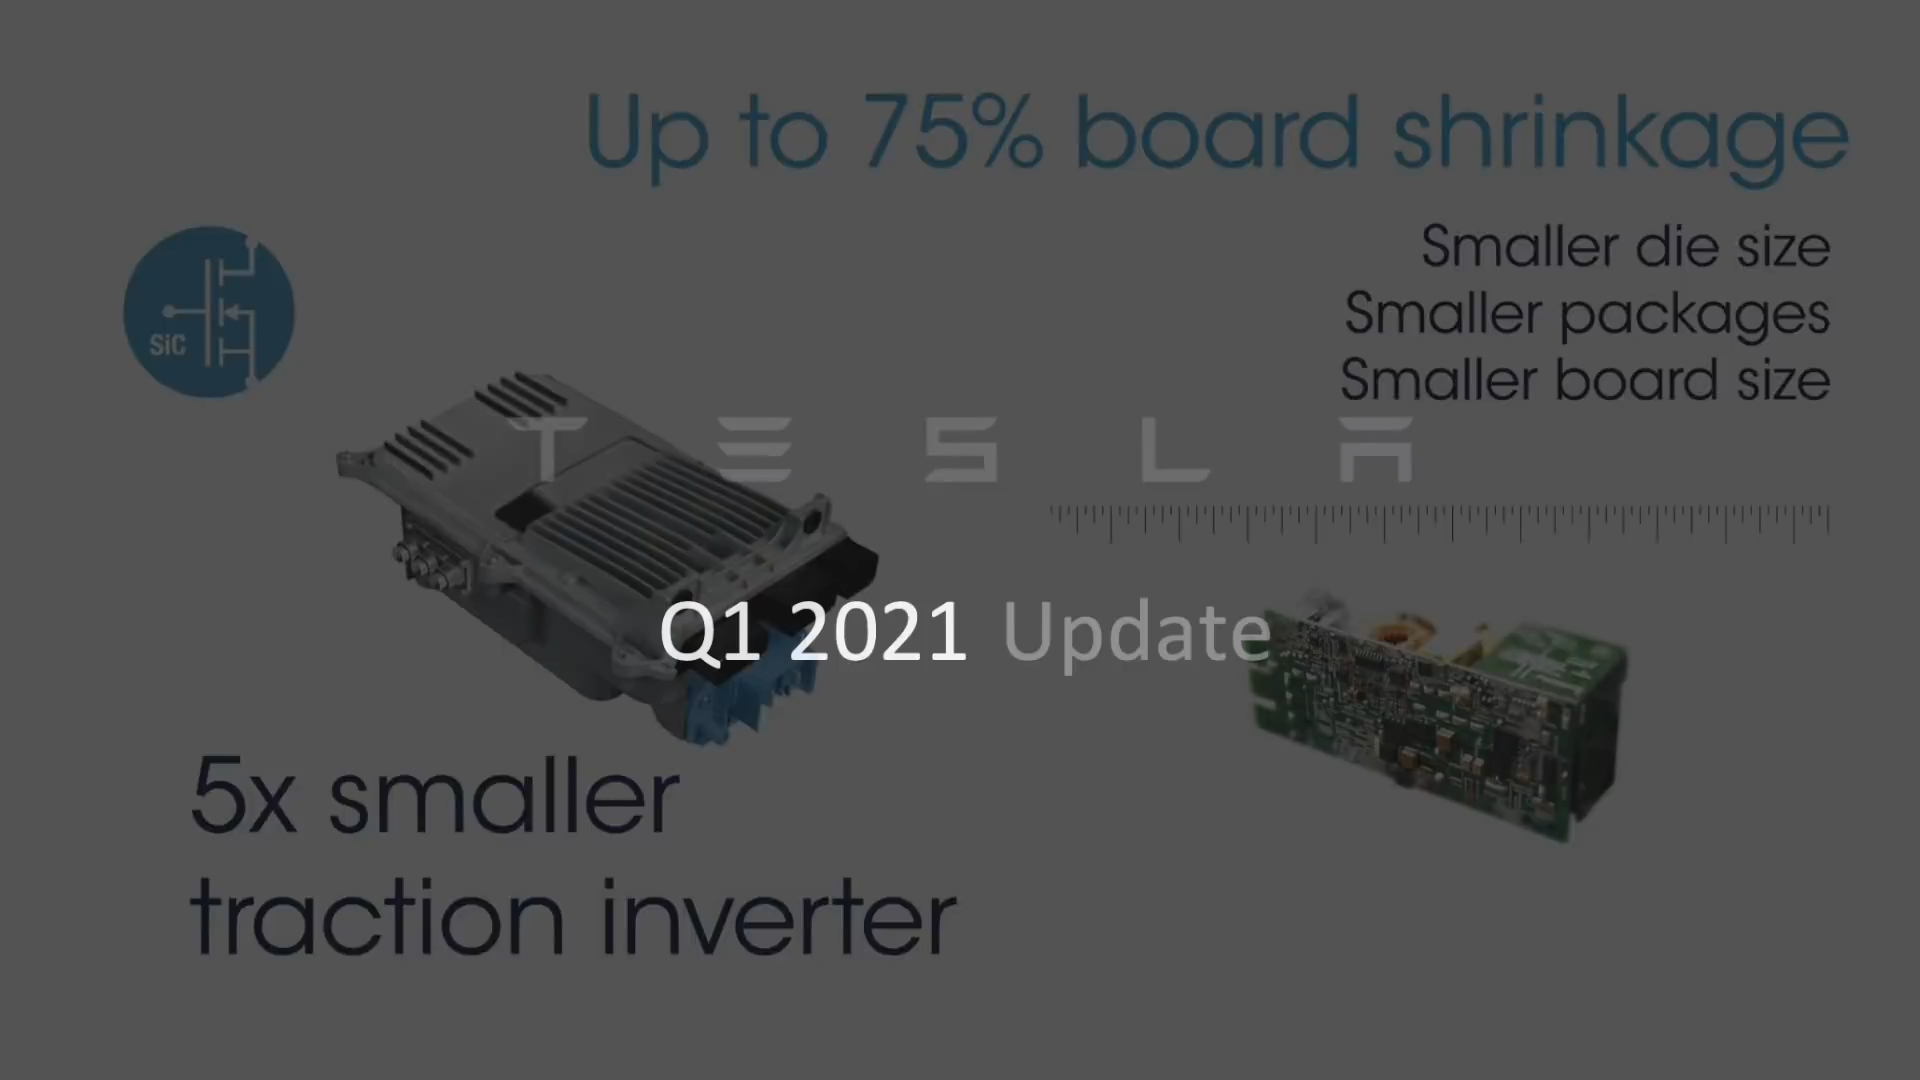 Up to 75% board shrinkage
Smaller die size
Smaller packages
Smaller board size
SiC
TESLA
Q1 2021 Update
5x smaller
traction inverter